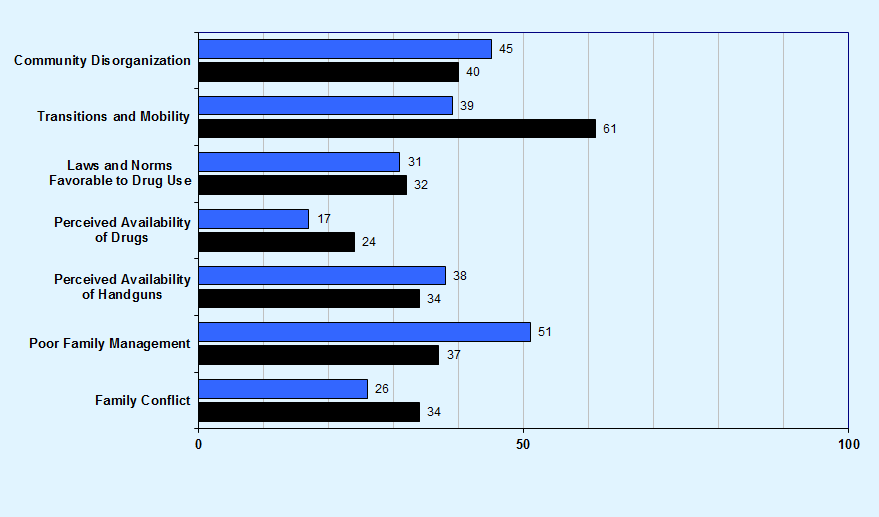 Community Disorganization
45
40
Transitions and Mobility
39
61
Laws and Norms
Favorable to Drug Use
31
32
Perceived Availability
of Drugs
17
24
Perceived Availability
of Handguns
38
34
Poor Family Management
51
37
Family Conflict
26
34
0 50 100